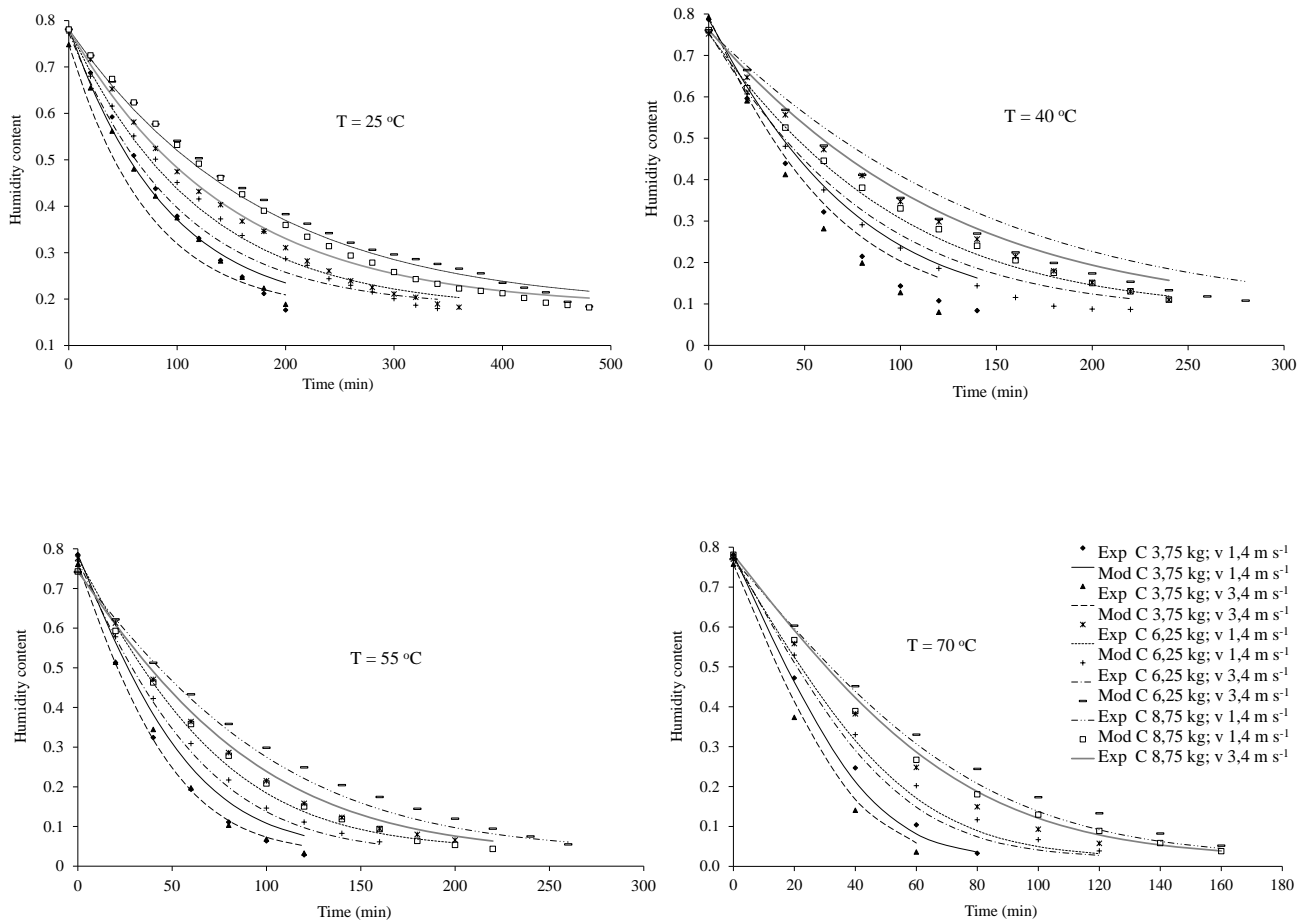 0.8
0.7
0.6
0.5
0.4
0.3
0.2
0.1
Humidity content
T = 25 °C
0 100 200 300 400 500
Time (min)
0.8
0.7
0.6
0.5
0.4
0.3
0.2
0.1
0
Humidity content
T = 40 °C
0 50 100 150 200 250 300
Time (min)
0.8
0.7
0.6
0.5
0.4
0.3
0.2
0.1
0
Humidity content
T = 55 °C
0 50 100 150 200 250 300
Time (min)
0.8
0.7
0.6
0.5
0.4
0.3
0.2
0.1
0.0
Humidity content
T = 70 °C
0 20 40 60 80 100 120 140 160 180
Time (min)
Exp C 3,75 kg; v 1,4 m s-1
Mod C 3,75 kg; v 1,4 m s-1
Exp C 3,75 kg; v 3,4 m s-1
Mod C 3,75 kg; v 3,4 m s-1
Exp C 6,25 kg; v 1,4 m s-1
Mod C 6,25 kg; v 1,4 m s-1
Exp C 6,25 kg; v 3,4 m s-1
Mod C 6,25 kg; v 3,4 m s-1
Exp C 8,75 kg; v 1,4 m s-1
Mod C 8,75 kg; v 1,4 m s-1
Exp C 8,75 kg; v 3,4 m s-1